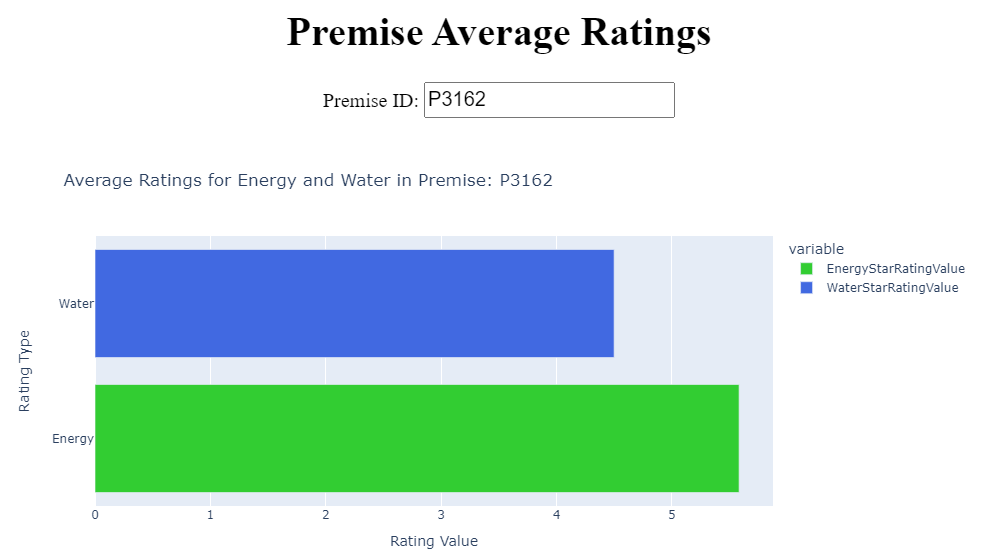 Premise Average Ratings
Premise ID: P3162
Average Ratings for Energy and Water in Premise: P3162
variable
EnergyStarRatingValue
WaterStarRatingValue
Rating Type
Water
Energy
0 1 2 3 4 5
Rating Value